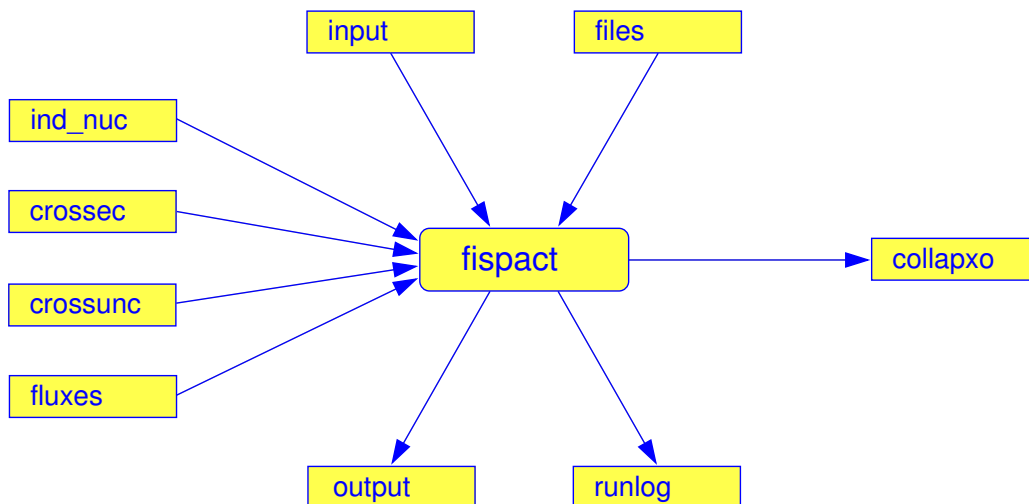 input
files
ind_nuc
crossec
fispact
collapxo
crossunc
fluxes
output
runlog